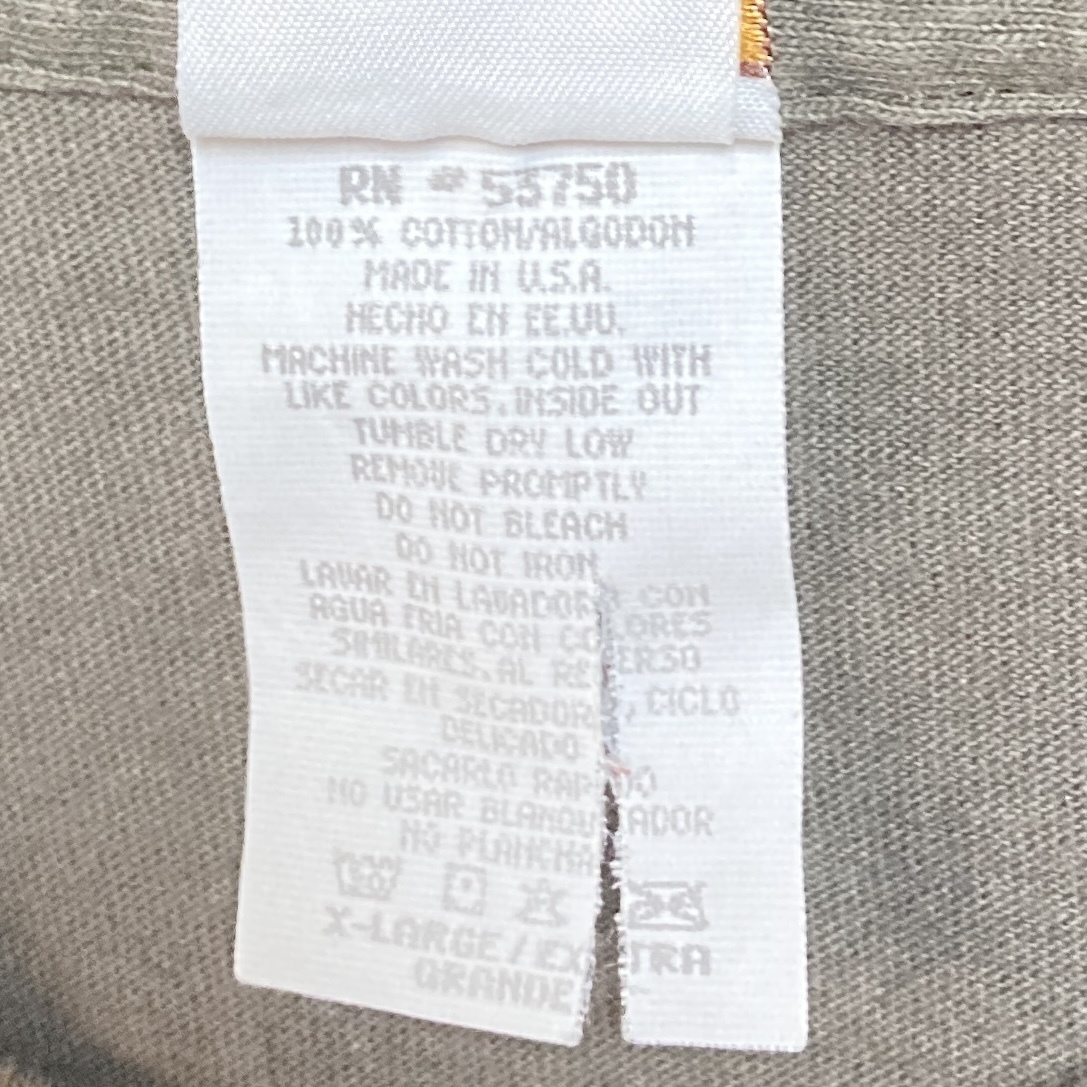 RN # 53750
100% COTTON/ALGODON
MADE IN U.S.A.
HECHO EN EE.UU.
MACHINE WASH COLD WITH
LIKE COLORS, INSIDE OUT
TUMBLE DRY LOW
REMOVE PROMPTLY
DO NOT BLEACH
DO NOT IRON
LAVAR EN LAVADORA CON
AGUA FRIA CON COLORES
SIMILARES, AL REVERSO
SECAR EN SECADORA, CICLO
DELICADO
SACARLO RAPIDO
NO USAR BLANQUEADOR
NO PLANCHA
X-LARGE / EXTRA
GRANDE